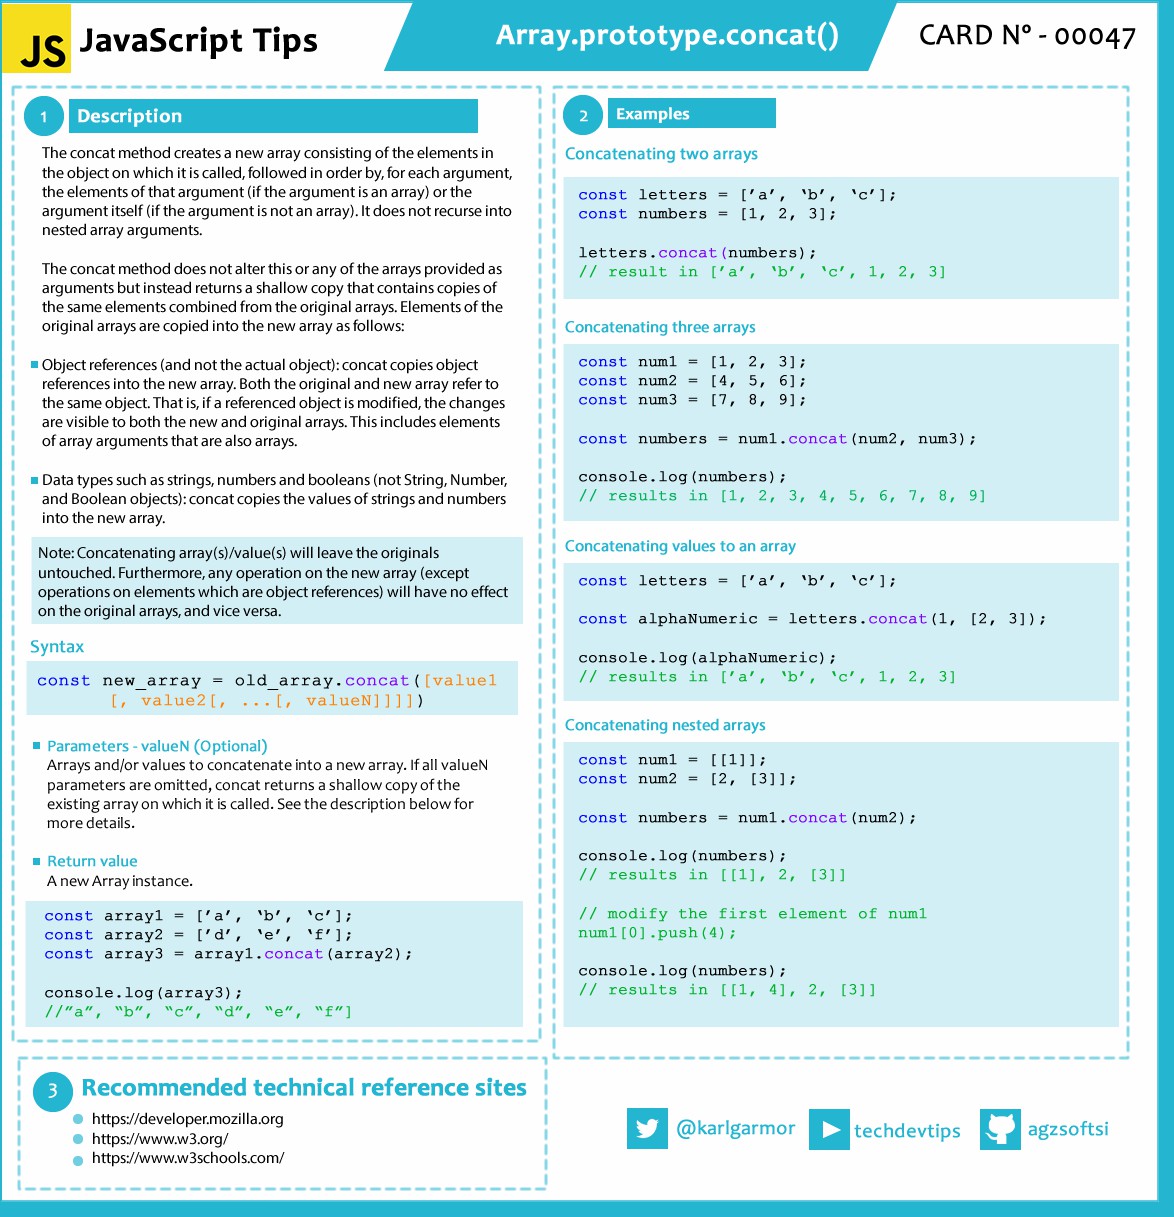 JS JavaScript Tips
Array.prototype.concat()
CARD Nº - 00047
1 Description
The concat method creates a new array consisting of the elements in
the object on which it is called, followed in order by, for each argument,
the elements of that argument (if the argument is an array) or the
argument itself (if the argument is not an array). It does not recurse into
nested array arguments.
The concat method does not alter this or any of the arrays provided as
arguments but instead returns a shallow copy that contains copies of
the same elements combined from the original arrays. Elements of the
original arrays are copied into the new array as follows:
Object references (and not the actual object): concat copies object
references into the new array. Both the original and new array refer to
the same object. That is, if a referenced object is modified, the changes
are visible to both the new and original arrays. This includes elements
of array arguments that are also arrays.
Data types such as strings, numbers and booleans (not String, Number,
and Boolean objects): concat copies the values of strings and numbers
into the new array.
Note: Concatenating array(s)/value(s) will leave the originals
untouched. Furthermore, any operation on the new array (except
operations on elements which are object references) will have no effect
on the original arrays, and vice versa.
Syntax
const new_array = old_array.concat([value1
[, value2[, ...[, valueN]]]])
Parameters - valueN (Optional)
Arrays and/or values to concatenate into a new array. If all valueN
parameters are omitted, concat returns a shallow copy of the
existing array on which it is called. See the description below for
more details.
Return value
A new Array instance.
const array1 = [’a’, ‘b’, ‘c’];
const array2 = [’d’, ‘e’, ‘f’];
const array3 = array1.concat(array2);
console.log(array3);
//”a”, “b”, “c”, “d”, “e”, “f”]
2 Examples
Concatenating two arrays
const letters = [’a’, ‘b’, ‘c’];
const numbers = [1, 2, 3];
letters.concat(numbers);
// result in [’a’, ‘b’, ‘c’, 1, 2, 3]
Concatenating three arrays
const num1 = [1, 2, 3];
const num2 = [4, 5, 6];
const num3 = [7, 8, 9];
const numbers = num1.concat(num2, num3);
console.log(numbers);
// results in [1, 2, 3, 4, 5, 6, 7, 8, 9]
Concatenating values to an array
const letters = [’a’, ‘b’, ‘c’];
const alphaNumeric = letters.concat(1, [2, 3]);
console.log(alphaNumeric);
// results in [’a’, ‘b’, ‘c’, 1, 2, 3]
Concatenating nested arrays
const num1 = [[1]];
const num2 = [2, [3]];
const numbers = num1.concat(num2);
console.log(numbers);
// results in [[1], 2, [3]]
// modify the first element of num1
num1[0].push(4);
console.log(numbers);
// results in [[1, 4], 2, [3]]
3 Recommended technical reference sites
https://developer.mozilla.org
https://www.w3.org/
https://www.w3schools.com/
@karlgarmor
techdevtips
agzsoftsi